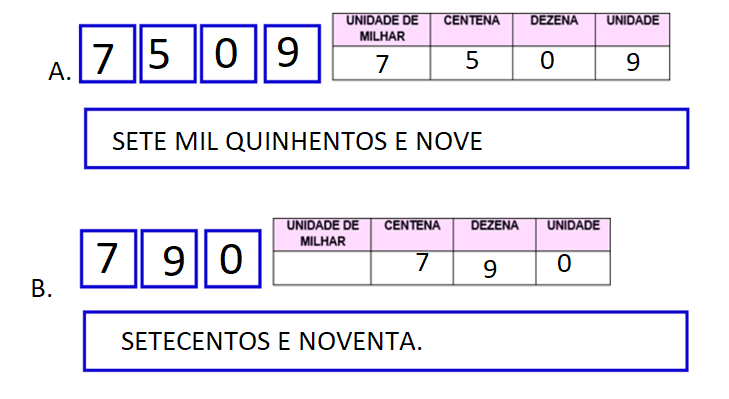 A. 7 5 0 9
UNIDADE DE MILHAR CENTENA DEZENA UNIDADE
7 5 0 9
SETE MIL QUINHENTOS E NOVE
B. 7 9 0
UNIDADE DE MILHAR CENTENA DEZENA UNIDADE
7 9 0
SETECENTOS E NOVENTA.